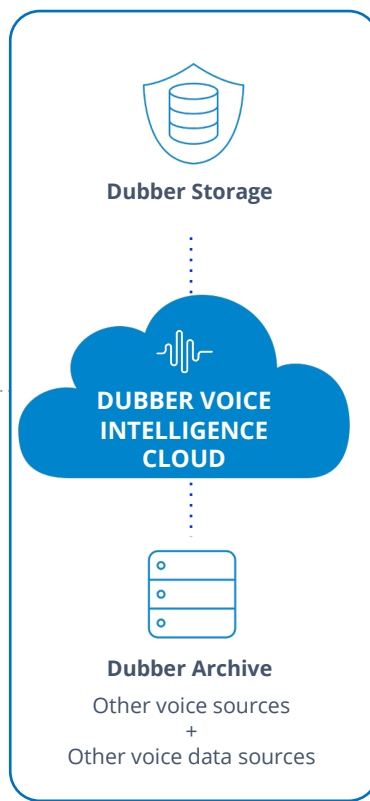 Dubber Storage
DUBBER VOICE
INTELLIGENCE
CLOUD
Dubber Archive
Other voice sources
+
Other voice data sources